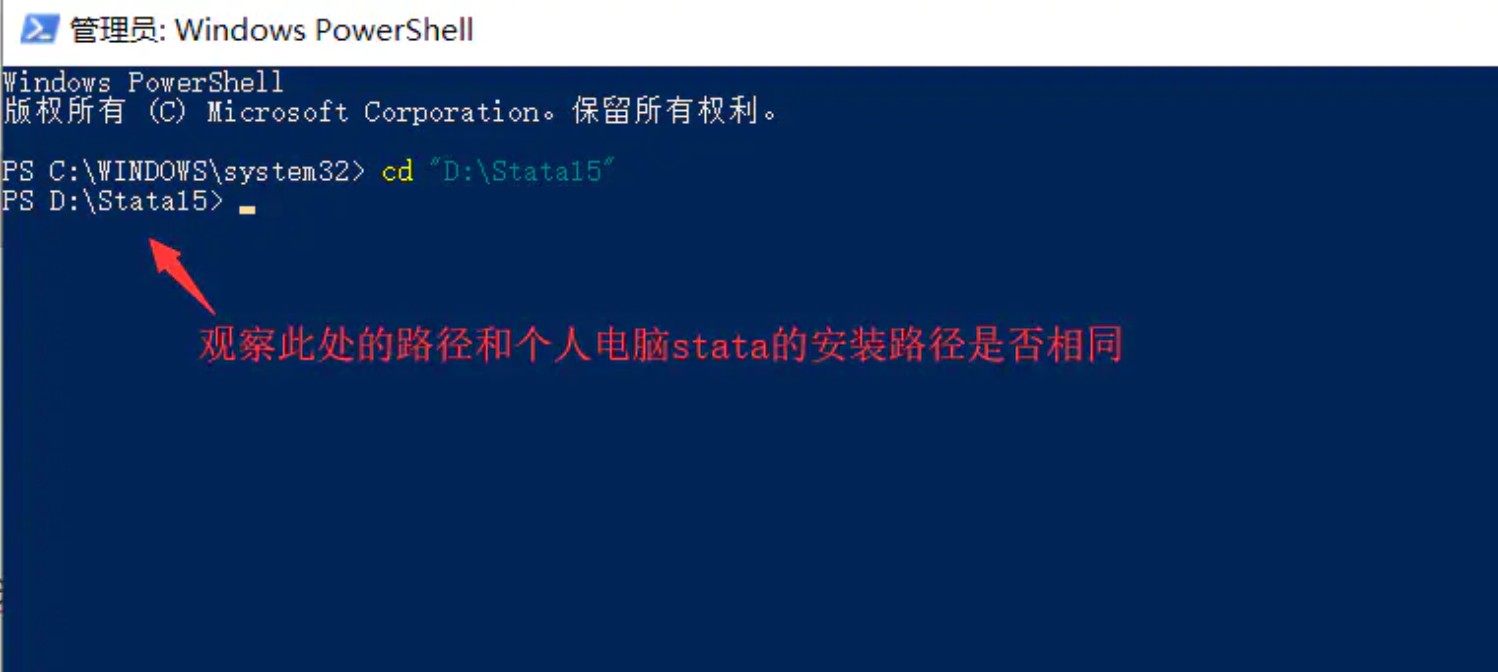 管理员: Windows PowerShell
Windows PowerShell
版权所有 (C) Microsoft Corporation。保留所有权利。
PS C:\WINDOWS\system32> cd "D:\Stata15"
PS D:\Stata15>
观察此处的路径和个人电脑stata的安装路径是否相同